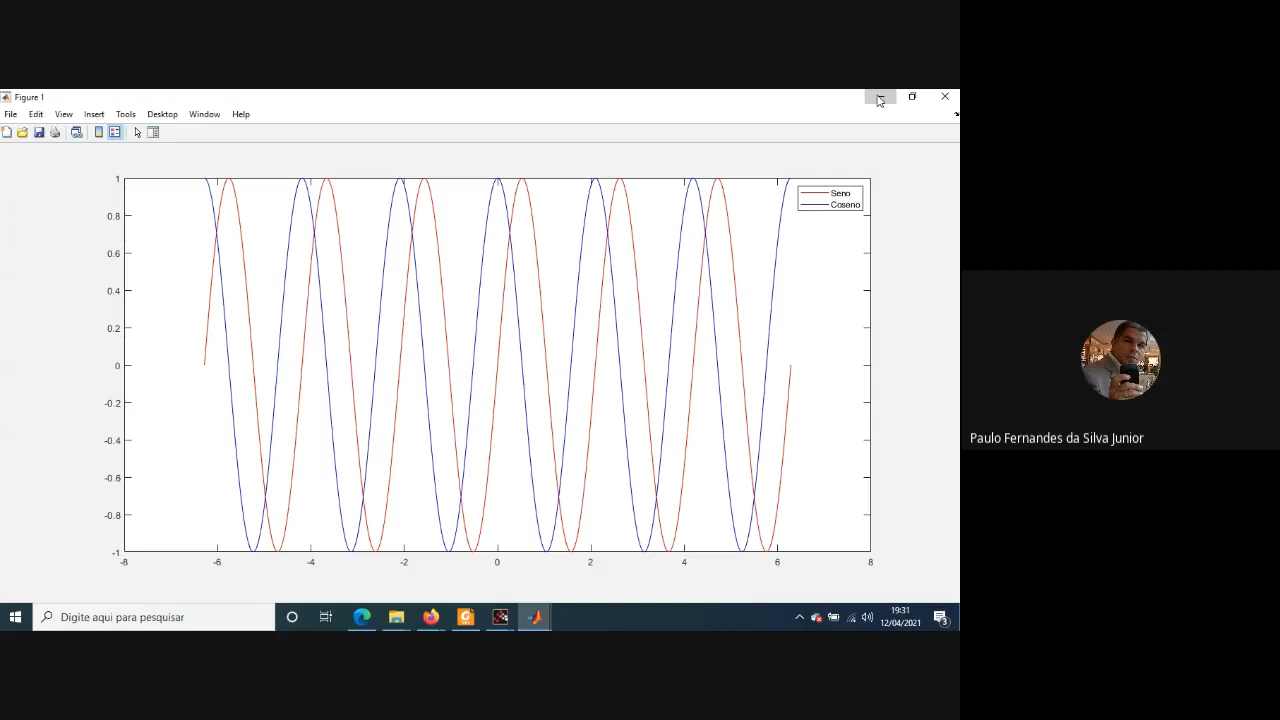 Figure 1
File Edit View Insert Tools Desktop Window Help
1
0.8
0.6
0.4
0.2
0
-0.2
-0.4
-0.6
-0.8
-1
-8 -6 -4 -2 0 2 4 6 8
Seno
Coseno
Paulo Fernandes da Silva Junior
Digite aqui para pesquisar
19:31
12/04/2021
3